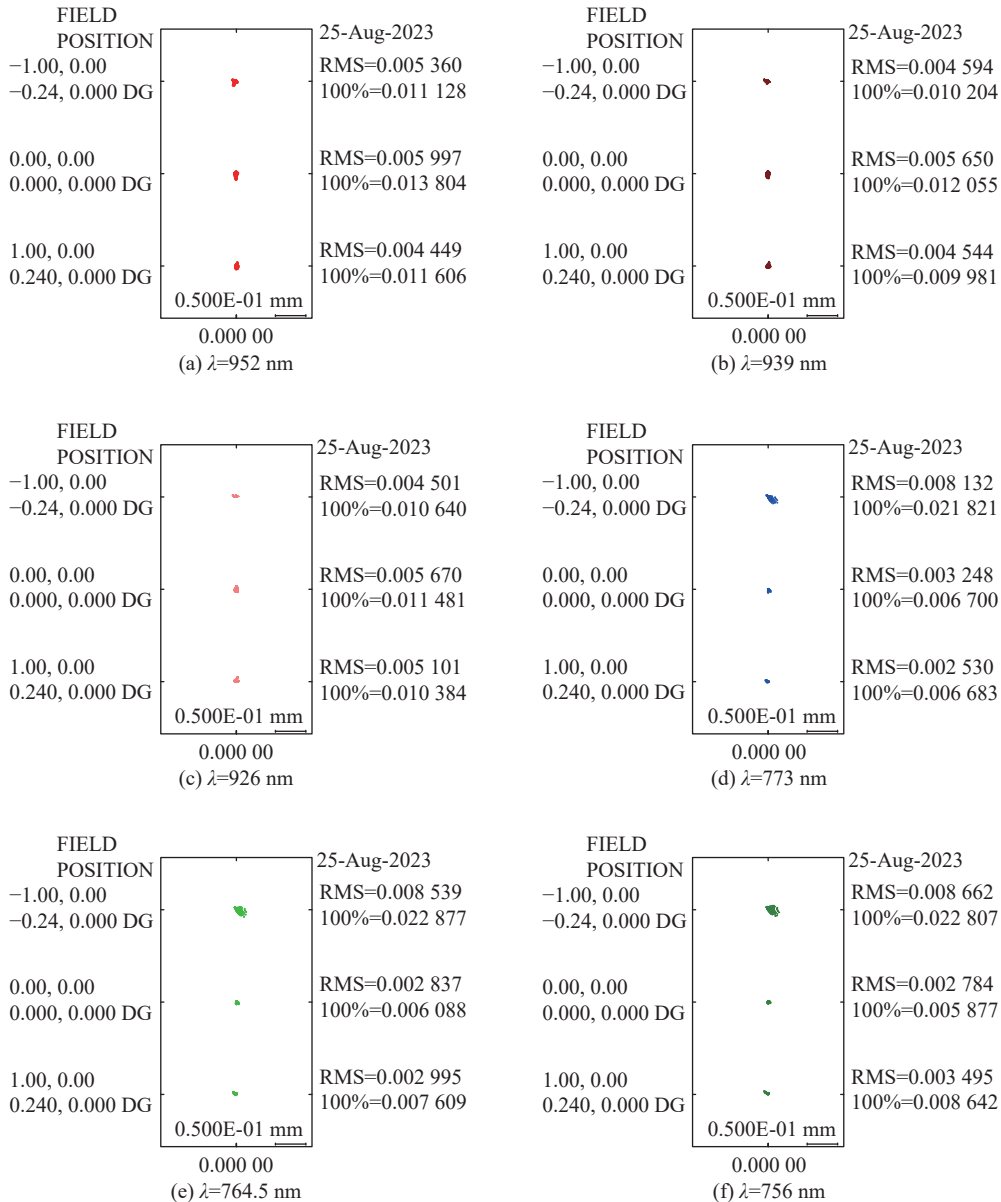 FIELD
POSITION
25-Aug-2023
−1.00, 0.00
−0.24, 0.000 DG
RMS=0.005 360
100%=0.011 128
0.00, 0.00
0.000, 0.000 DG
RMS=0.005 997
100%=0.013 804
1.00, 0.00
0.240, 0.000 DG
RMS=0.004 449
100%=0.011 606
0.500E-01 mm
0.000 00
(a) λ=952 nm
FIELD
POSITION
25-Aug-2023
−1.00, 0.00
−0.24, 0.000 DG
RMS=0.004 594
100%=0.010 204
0.00, 0.00
0.000, 0.000 DG
RMS=0.005 650
100%=0.012 055
1.00, 0.00
0.240, 0.000 DG
RMS=0.004 544
100%=0.009 981
0.500E-01 mm
0.000 00
(b) λ=939 nm
FIELD
POSITION
25-Aug-2023
−1.00, 0.00
−0.24, 0.000 DG
RMS=0.004 501
100%=0.010 640
0.00, 0.00
0.000, 0.000 DG
RMS=0.005 670
100%=0.011 481
1.00, 0.00
0.240, 0.000 DG
RMS=0.005 101
100%=0.010 384
0.500E-01 mm
0.000 00
(c) λ=926 nm
FIELD
POSITION
25-Aug-2023
−1.00, 0.00
−0.24, 0.000 DG
RMS=0.008 132
100%=0.021 821
0.00, 0.00
0.000, 0.000 DG
RMS=0.003 248
100%=0.006 700
1.00, 0.00
0.240, 0.000 DG
RMS=0.002 530
100%=0.006 683
0.500E-01 mm
0.000 00
(d) λ=773 nm
FIELD
POSITION
25-Aug-2023
−1.00, 0.00
−0.24, 0.000 DG
RMS=0.008 539
100%=0.022 877
0.00, 0.00
0.000, 0.000 DG
RMS=0.002 837
100%=0.006 088
1.00, 0.00
0.240, 0.000 DG
RMS=0.002 995
100%=0.007 609
0.500E-01 mm
0.000 00
(e) λ=764.5 nm
FIELD
POSITION
25-Aug-2023
−1.00, 0.00
−0.24, 0.000 DG
RMS=0.008 662
100%=0.022 807
0.00, 0.00
0.000, 0.000 DG
RMS=0.002 784
100%=0.005 877
1.00, 0.00
0.240, 0.000 DG
RMS=0.003 495
100%=0.008 642
0.500E-01 mm
0.000 00
(f) λ=756 nm